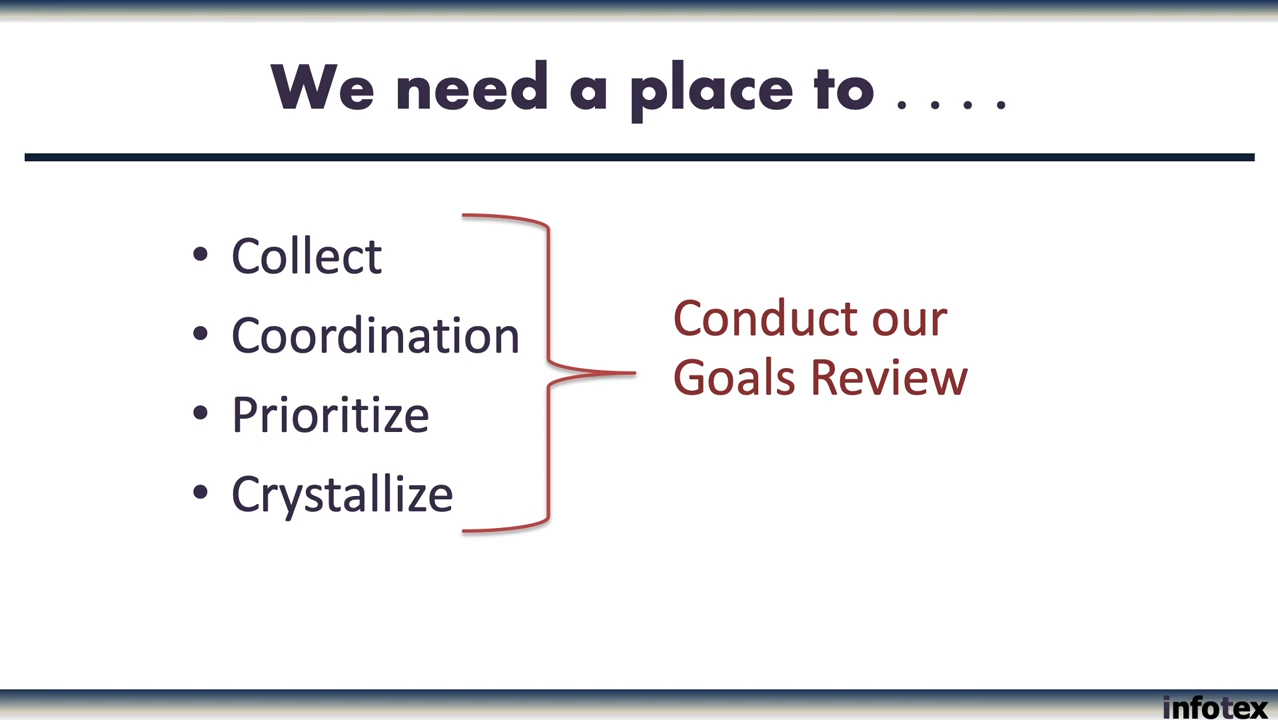 We need a place to . . . .
• Collect
• Coordination
• Prioritize
• Crystallize
Conduct our
Goals Review
infotex